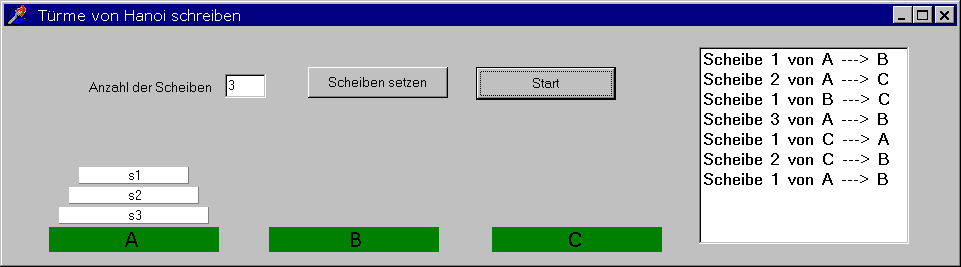 Türme von Hanoi schreiben
Anzahl der Scheiben 3 Scheiben setzen Start
Scheibe 1 von A ---> B
Scheibe 2 von A ---> C
Scheibe 1 von B ---> C
Scheibe 3 von A ---> B
Scheibe 1 von C ---> A
Scheibe 2 von C ---> B
Scheibe 1 von A ---> B
s1
s2
s3
A B C